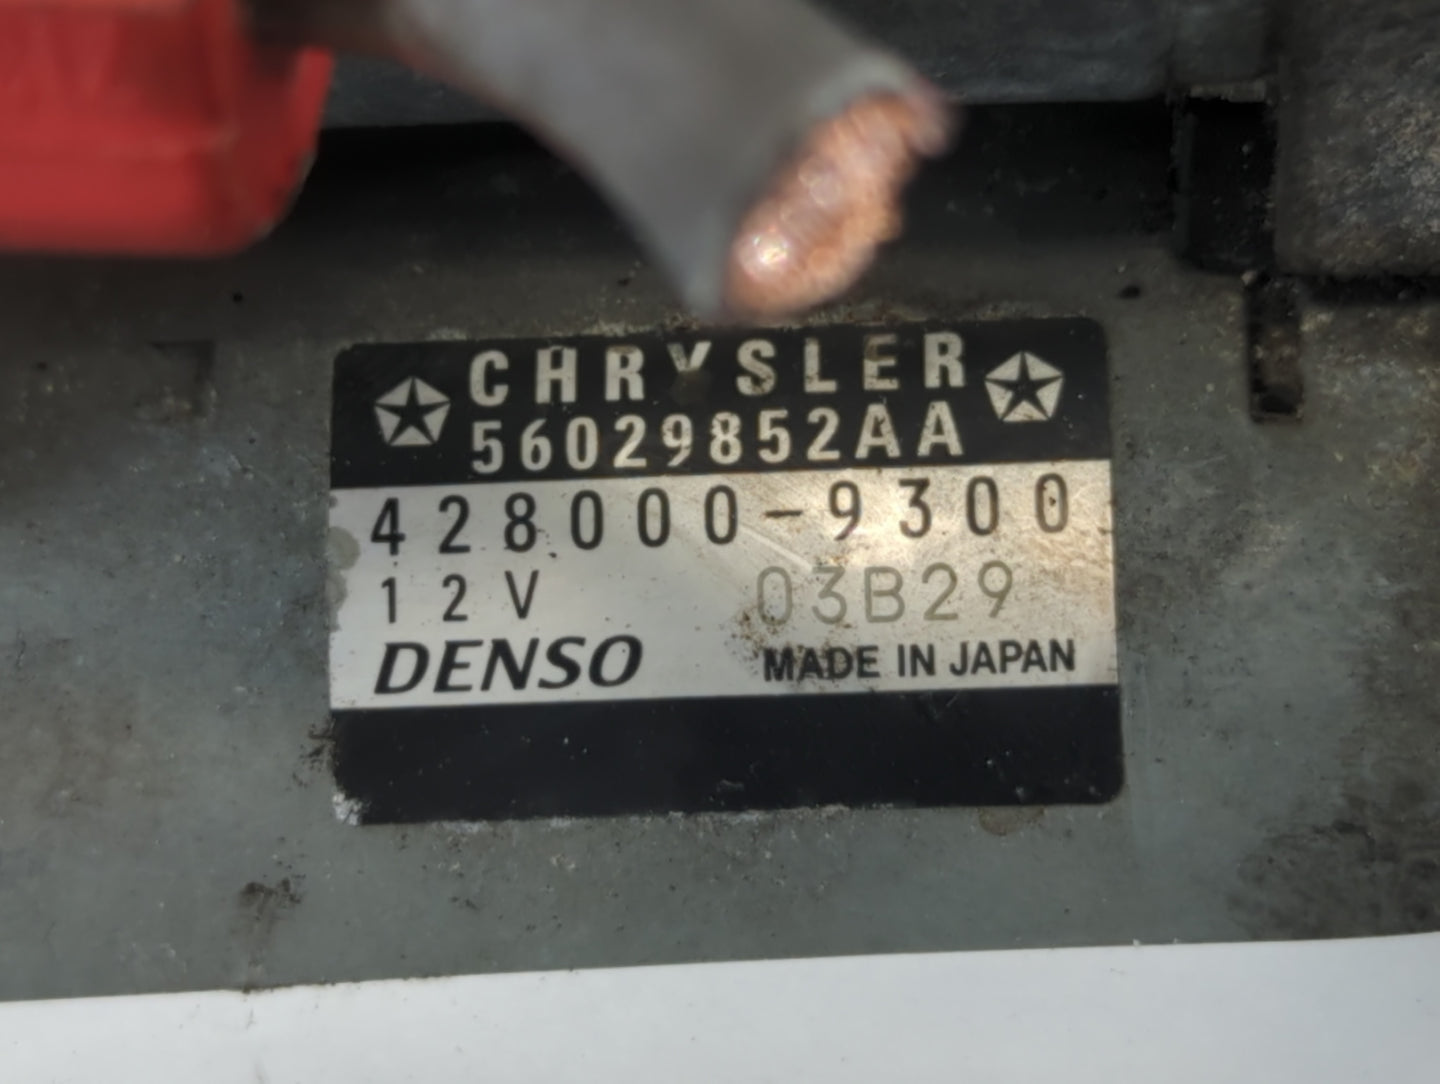 CHRYSLER
56029852AA
428000-9300
12V 03B29
DENSO MADE IN JAPAN